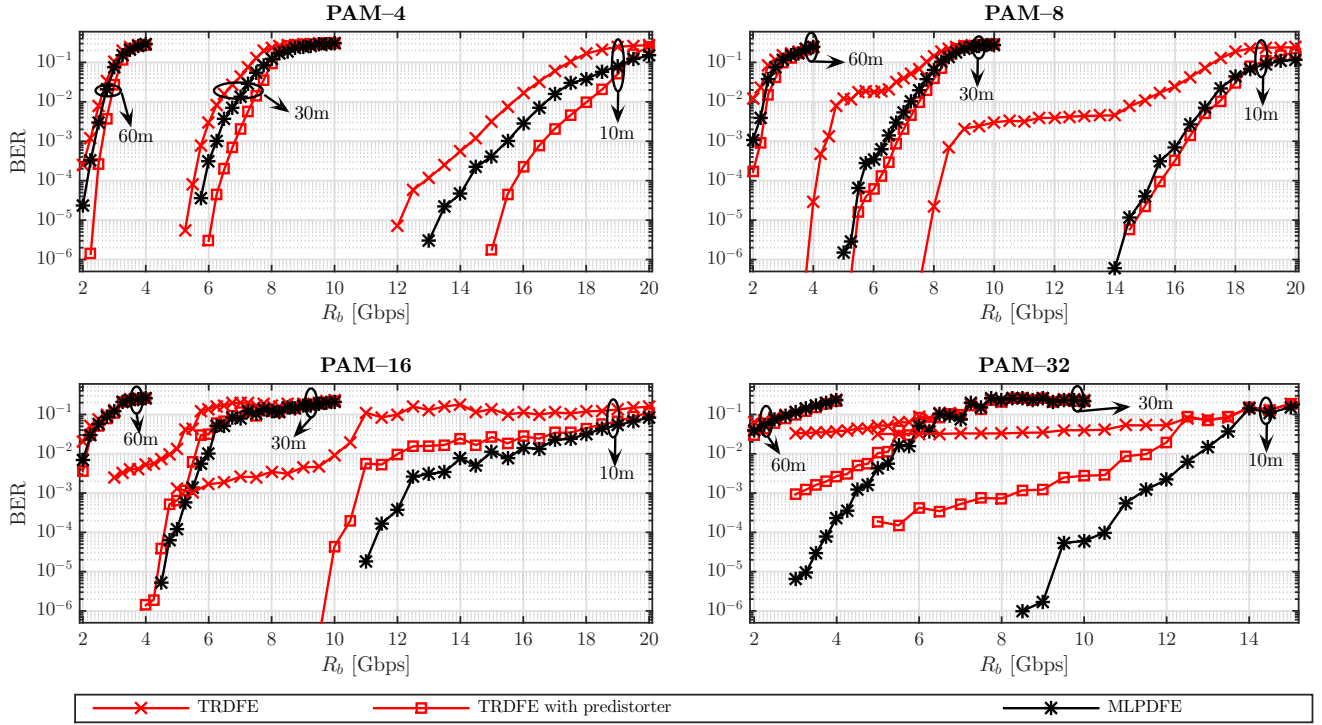 PAM–4
BER
10^-1
10^-2
10^-3
10^-4
10^-5
10^-6
60m
30m
10m
2 4 6 8 10 12 14 16 18 20
R_b [Gbps]
PAM–8
10^-1
10^-2
10^-3
10^-4
10^-5
10^-6
60m
30m
10m
2 4 6 8 10 12 14 16 18 20
R_b [Gbps]
PAM–16
BER
10^-1
10^-2
10^-3
10^-4
10^-5
10^-6
60m
30m
10m
2 4 6 8 10 12 14 16 18 20
R_b [Gbps]
PAM–32
10^-1
10^-2
10^-3
10^-4
10^-5
10^-6
60m
30m
10m
2 4 6 8 10 12 14
R_b [Gbps]
TRDFE TRDFE with predistorter MLPDFE